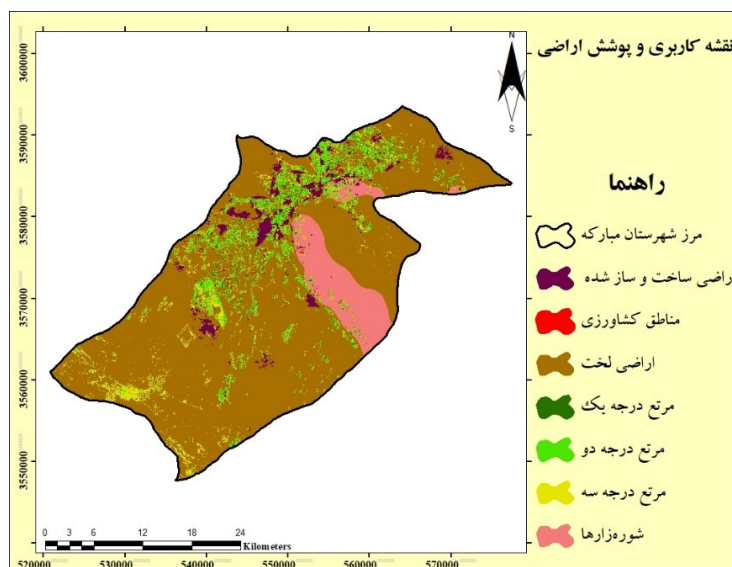 نقشه کاربری و پوشش اراضی
N
S
راهنما
مرز شهرستان مبارکه
راضی ساخت و ساز شده
مناطق کشاورزی
اراضی لخت
مرتع درجه یک
مرتع درجه دو
مرتع درجه سه
شوره‌زارها
3600000
3590000
3580000
3570000
3560000
3550000
0 3 6 12 18 24
Kilometers
520000 530000 540000 550000 560000 570000